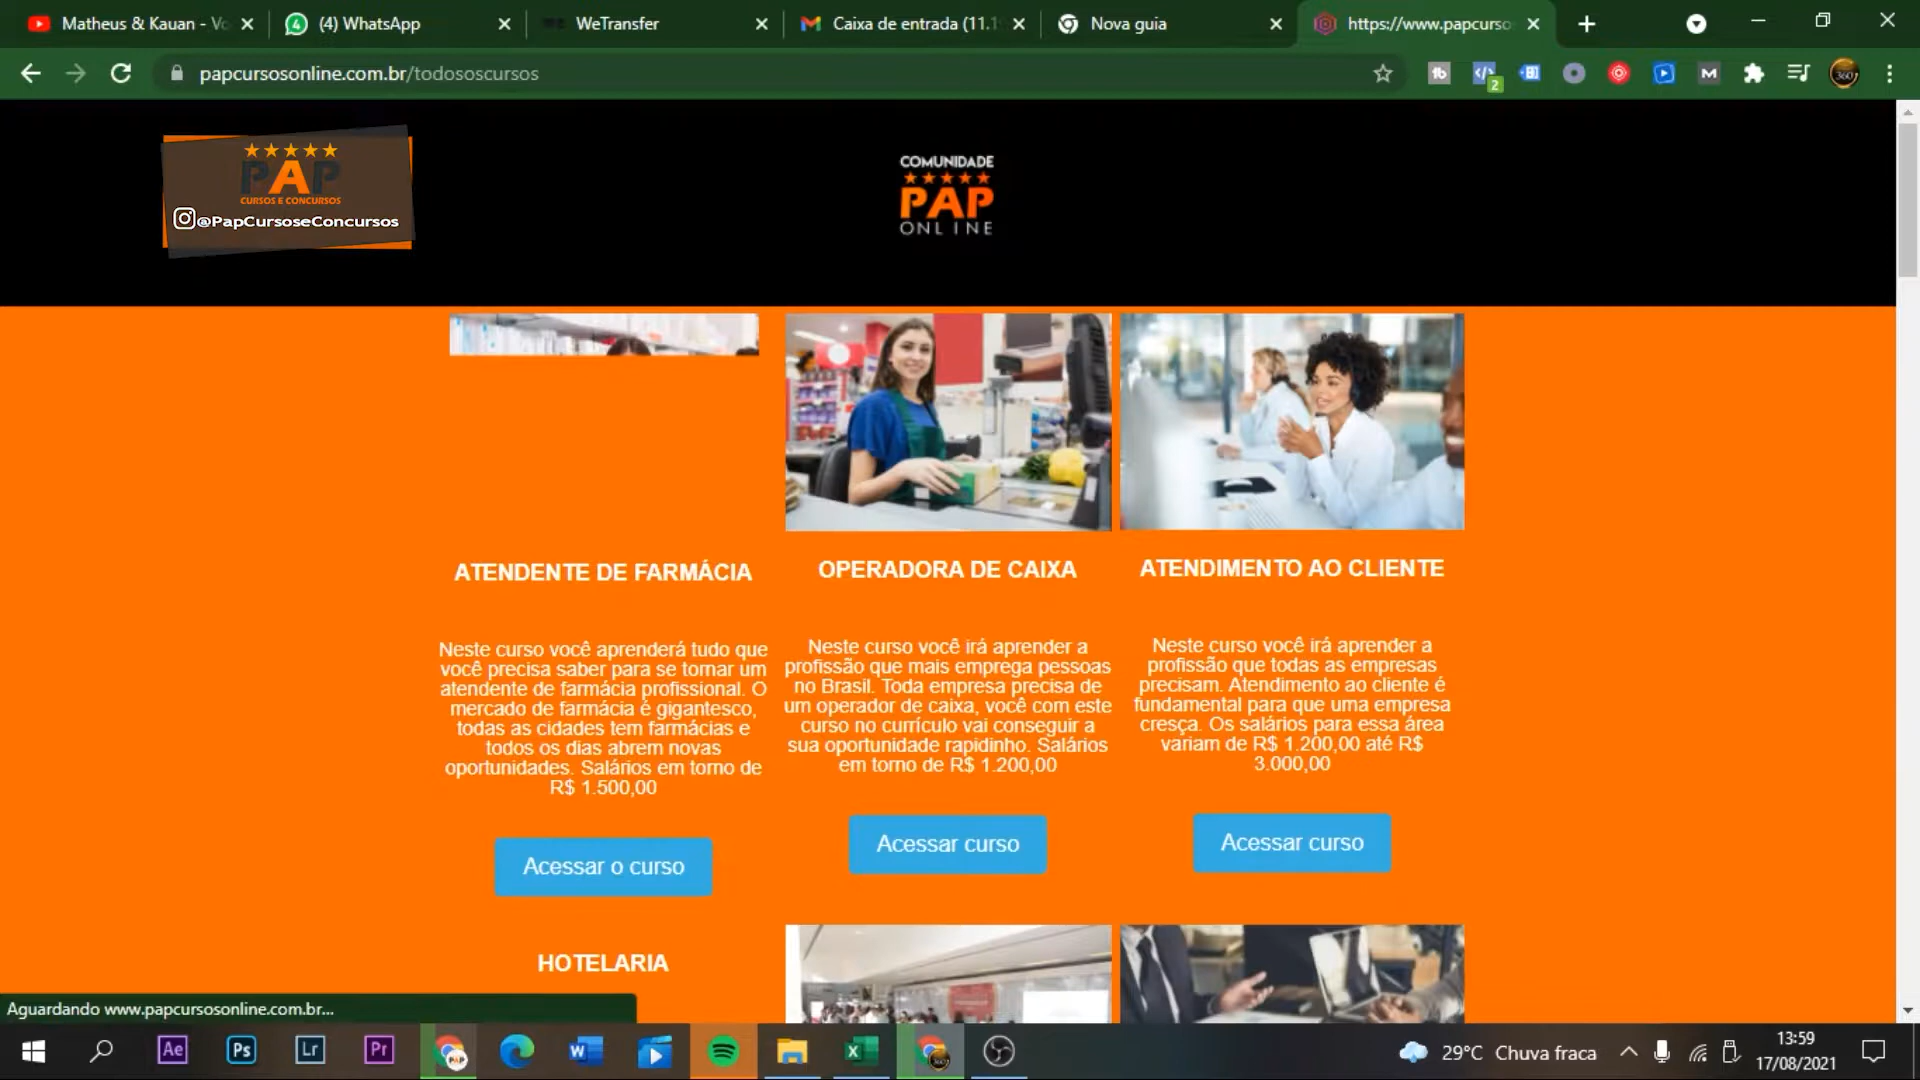 Matheus & Kauan - Vo
(4) WhatsApp
WeTransfer
Caixa de entrada (11.1
Nova guia
https://www.papcurso
papcursosonline.com.br/todososcursos
2
360
PAP
CURSOS E CONCURSOS
@PapCursoseConcursos
COMUNIDADE
PAP
ONLINE
ATENDENTE DE FARMÁCIA
Neste curso você aprenderá tudo que
você precisa saber para se tornar um
atendente de farmácia profissional. O
mercado de farmácia é gigantesco,
todas as cidades tem farmácias e
todos os dias abrem novas
oportunidades. Salários em torno de
R$ 1.500,00
Acessar o curso
OPERADORA DE CAIXA
Neste curso você irá aprender a
profissão que mais emprega pessoas
no Brasil. Toda empresa precisa de
um operador de caixa, você com este
curso no currículo vai conseguir a
sua oportunidade rapidinho. Salários
em torno de R$ 1.200,00
Acessar curso
ATENDIMENTO AO CLIENTE
Neste curso você irá aprender a
profissão que todas as empresas
precisam. Atendimento ao cliente é
fundamental para que uma empresa
cresça. Os salários para essa área
variam de R$ 1.200,00 até R$
3.000,00
Acessar curso
HOTELARIA
Aguardando www.papcursosonline.com.br...
Ae
Ps
Lr
Pr
29°C Chuva fraca
13:59
17/08/2021